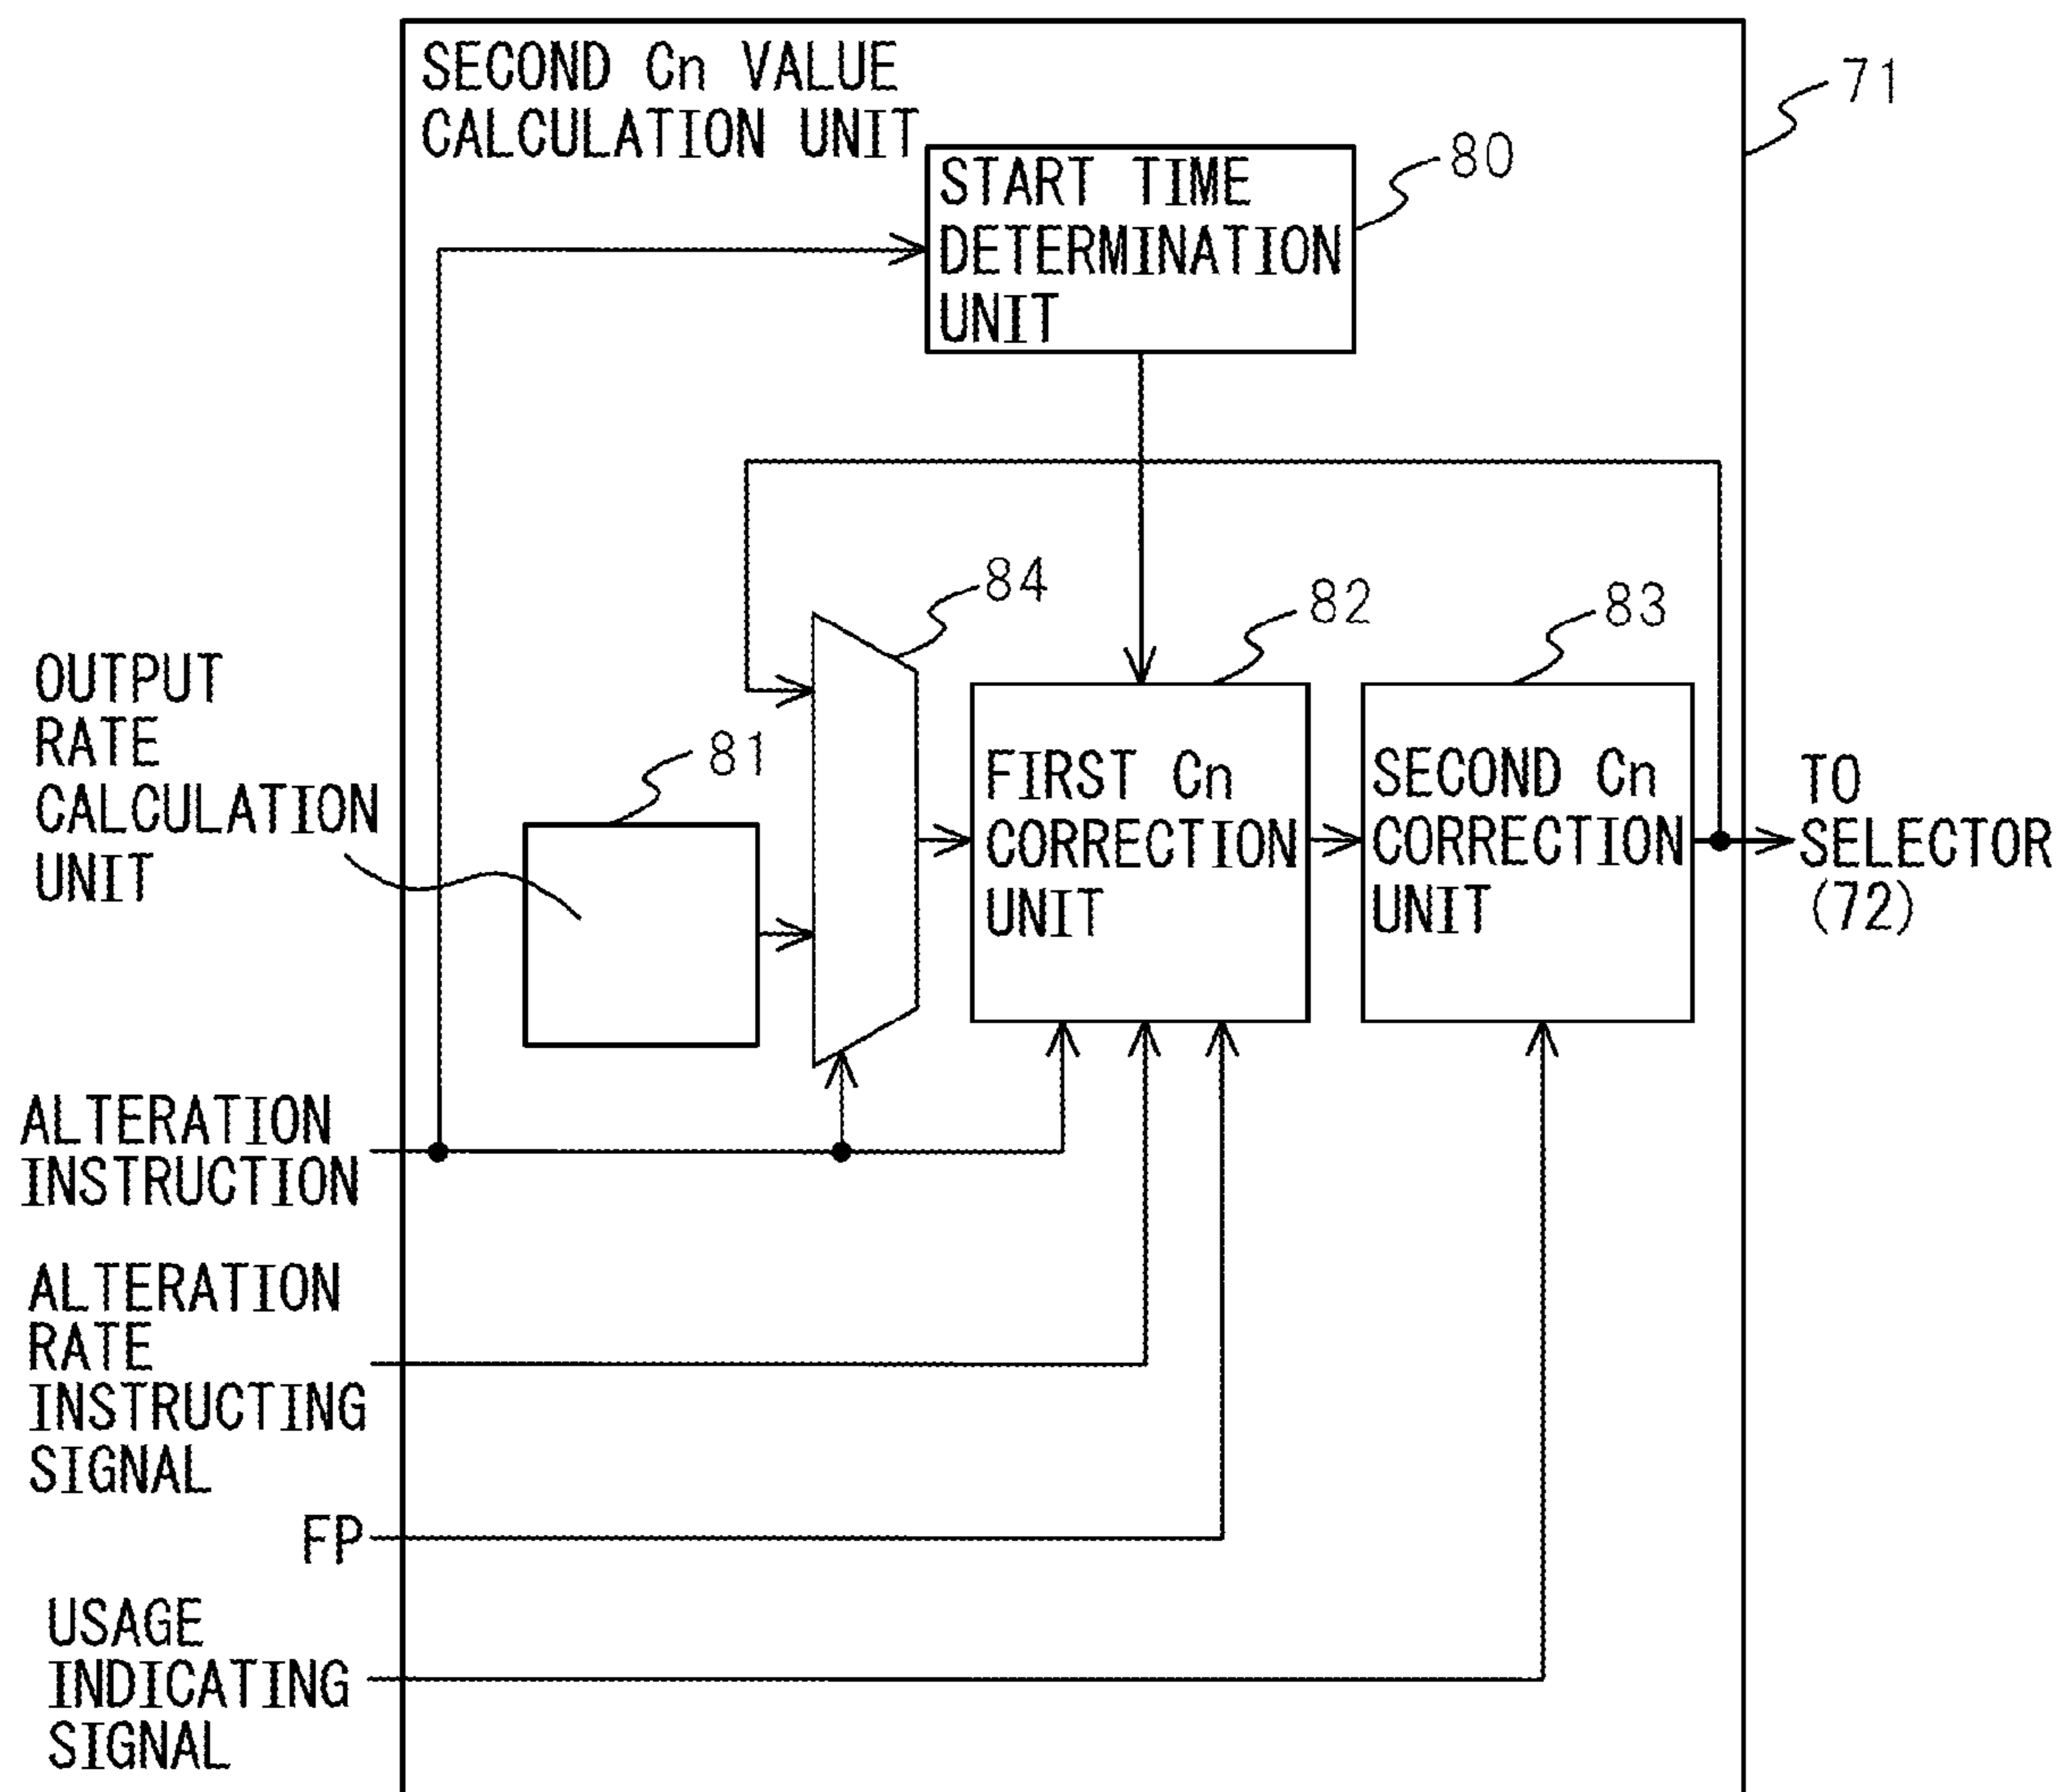 SECOND Cn VALUE
CALCULATION UNIT
71
START TIME
DETERMINATION
UNIT
80
84
82
83
OUTPUT
RATE
CALCULATION
UNIT
81
FIRST Cn
CORRECTION
UNIT
SECOND Cn
CORRECTION
UNIT
TO
SELECTOR
(72)
ALTERATION
INSTRUCTION
ALTERATION
RATE
INSTRUCTING
SIGNAL
FP
USAGE
INDICATING
SIGNAL